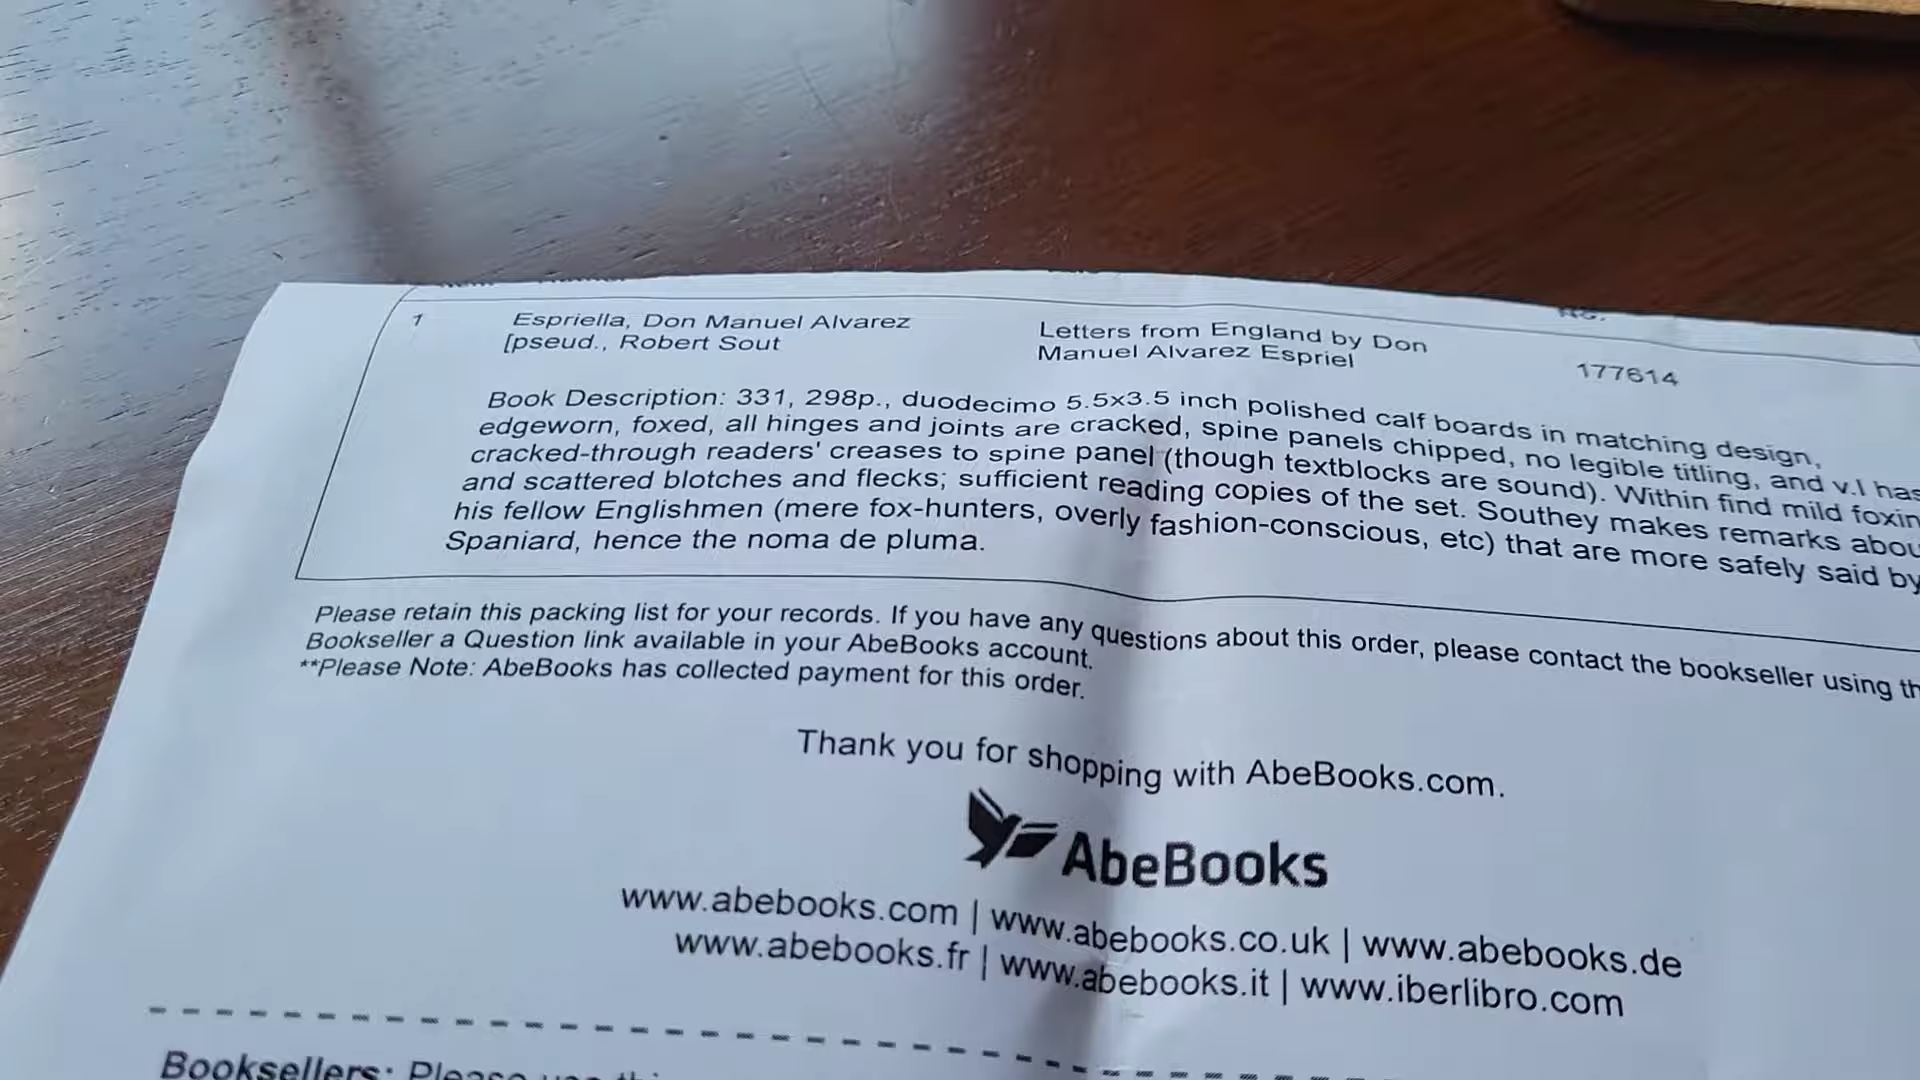 1
Espriella, Don Manuel Alvarez
[pseud., Robert Sout
Letters from England by Don
Manuel Alvarez Espriel
177614
Book Description: 331, 298p., duodecimo 5.5x3.5 inch polished calf boards in matching design,
edgeworn, foxed, all hinges and joints are cracked, spine panels chipped, no legible titling, and v.I has
cracked-through readers' creases to spine panel (though textblocks are sound). Within find mild foxin
and scattered blotches and flecks; sufficient reading copies of the set. Southey makes remarks abou
his fellow Englishmen (mere fox-hunters, overly fashion-conscious, etc) that are more safely said by
Spaniard, hence the noma de pluma.
Please retain this packing list for your records. If you have any questions about this order, please contact the bookseller using th
Bookseller a Question link available in your AbeBooks account.
**Please Note: AbeBooks has collected payment for this order.
Thank you for shopping with AbeBooks.com.
AbeBooks
www.abebooks.com | www.abebooks.co.uk | www.abebooks.de
www.abebooks.fr | www.abebooks.it | www.iberlibro.com
Booksellers: Please use